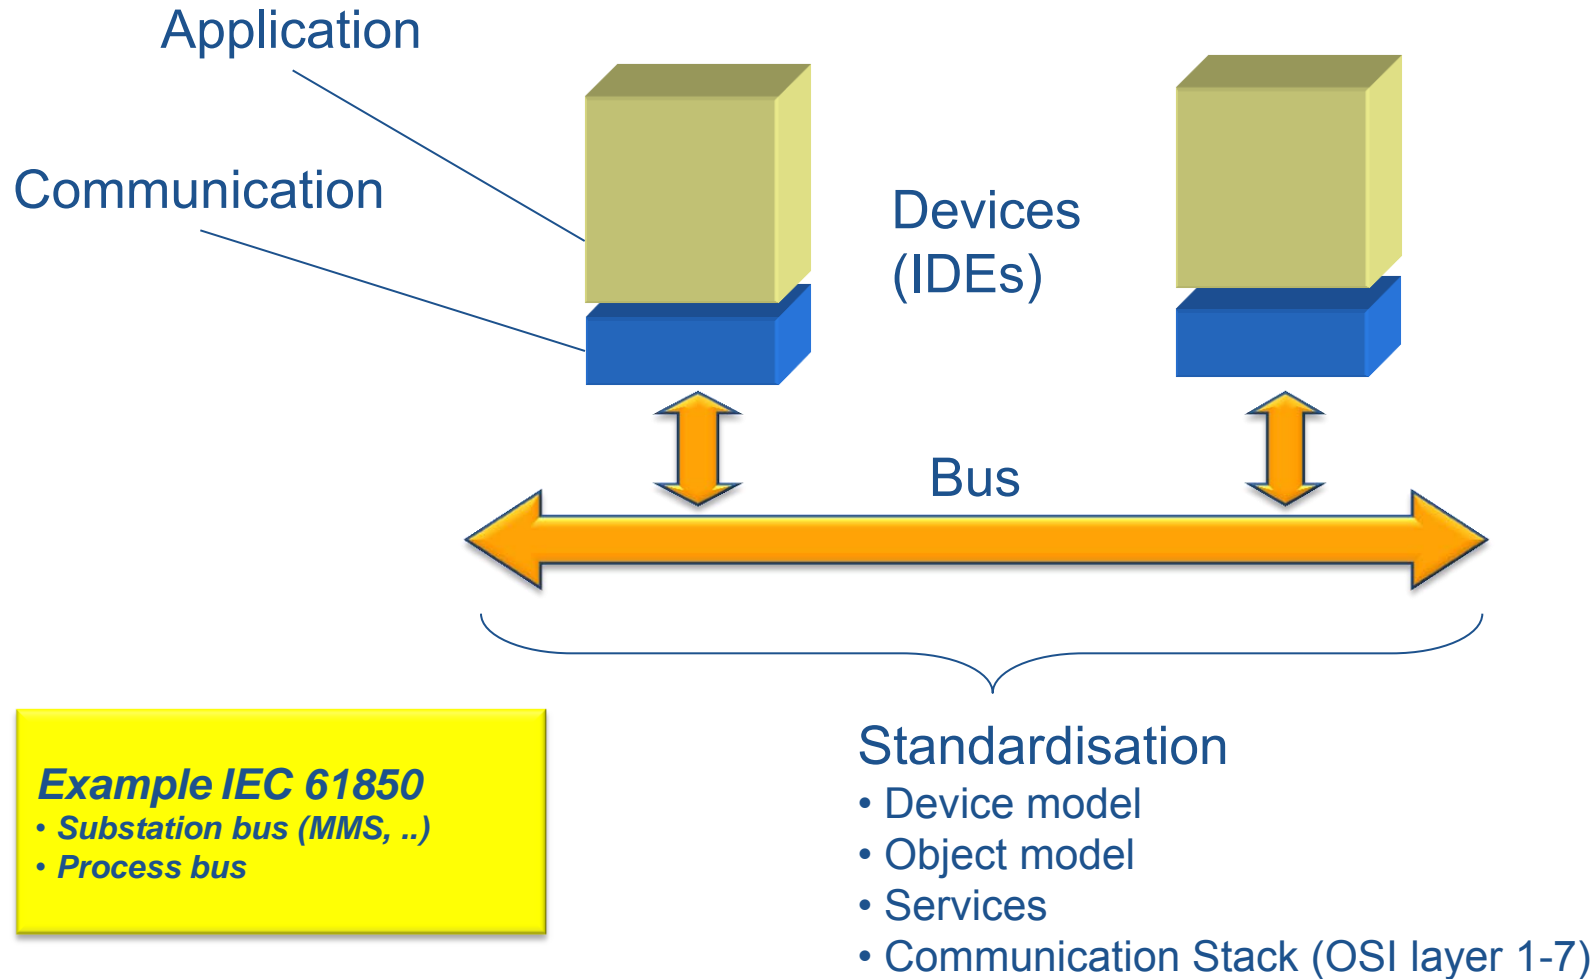 Application
Communication
Devices
(IDEs)
Bus
Example IEC 61850
• Substation bus (MMS, ..)
• Process bus
Standardisation
• Device model
• Object model
• Services
• Communication Stack (OSI layer 1-7)